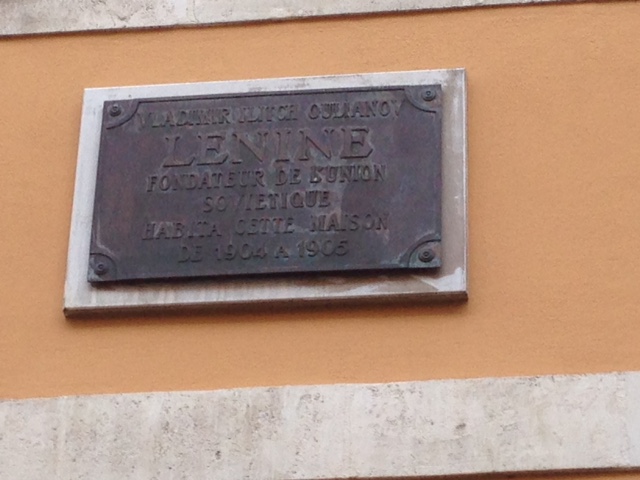 VLADIMIR ILITCH OULIANOV
LENINE
FONDATEUR DE L'UNION
SOVIETIQUE
HABITA CETTE MAISON
DE 1904 A 1905